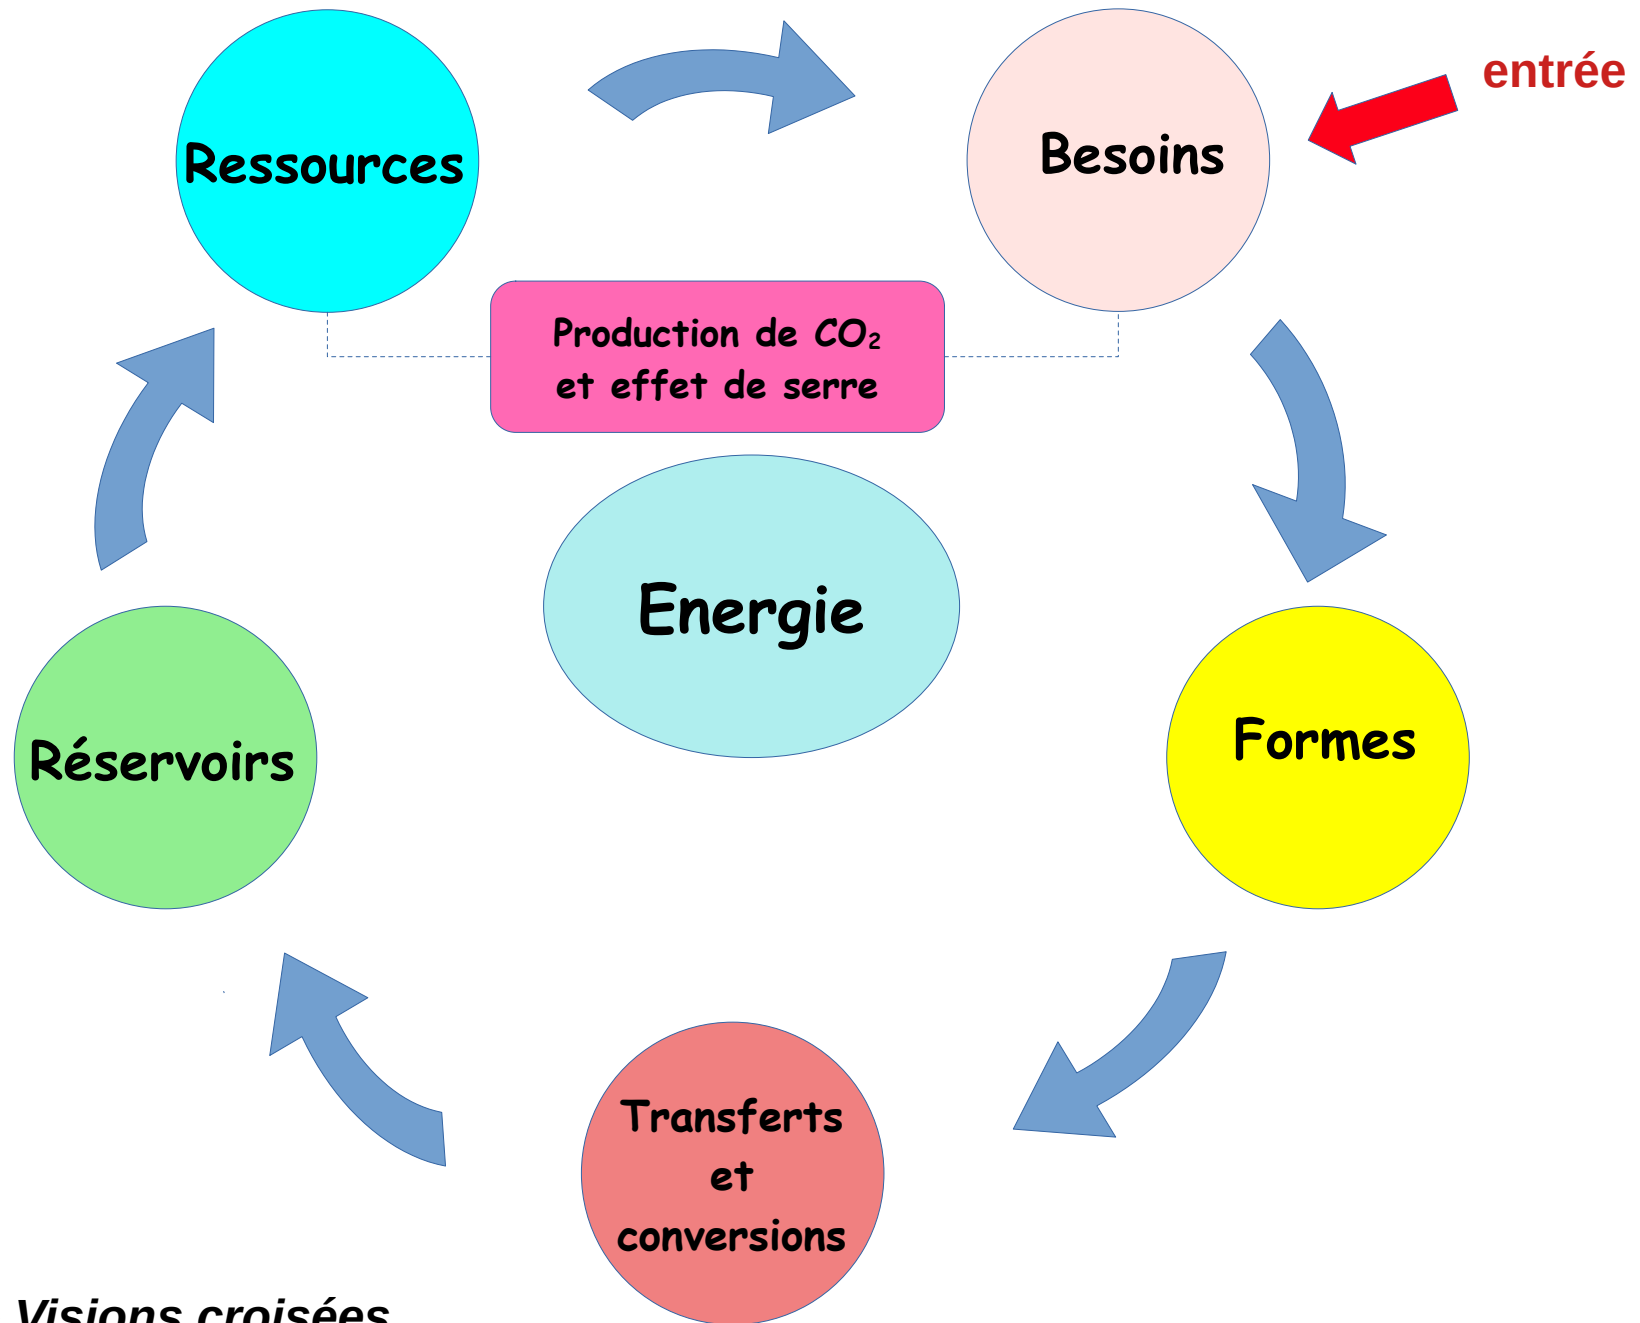 entrée
Ressources
Besoins
Production de CO₂
et effet de serre
Energie
Réservoirs
Formes
Transferts
et
conversions
Visions croisées